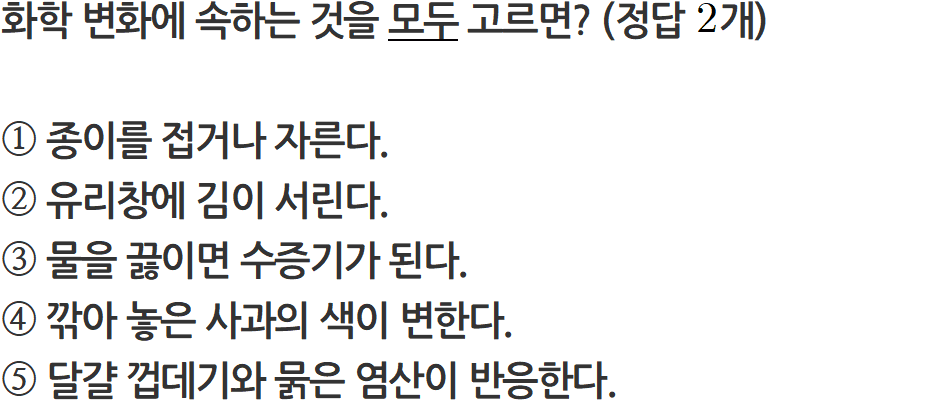 화학 변화에 속하는 것을 모두 고르면? (정답 2개)
① 종이를 접거나 자른다.
② 유리창에 김이 서린다.
③ 물을 끓이면 수증기가 된다.
④ 깎아 놓은 사과의 색이 변한다.
⑤ 달걀 껍데기와 묽은 염산이 반응한다.